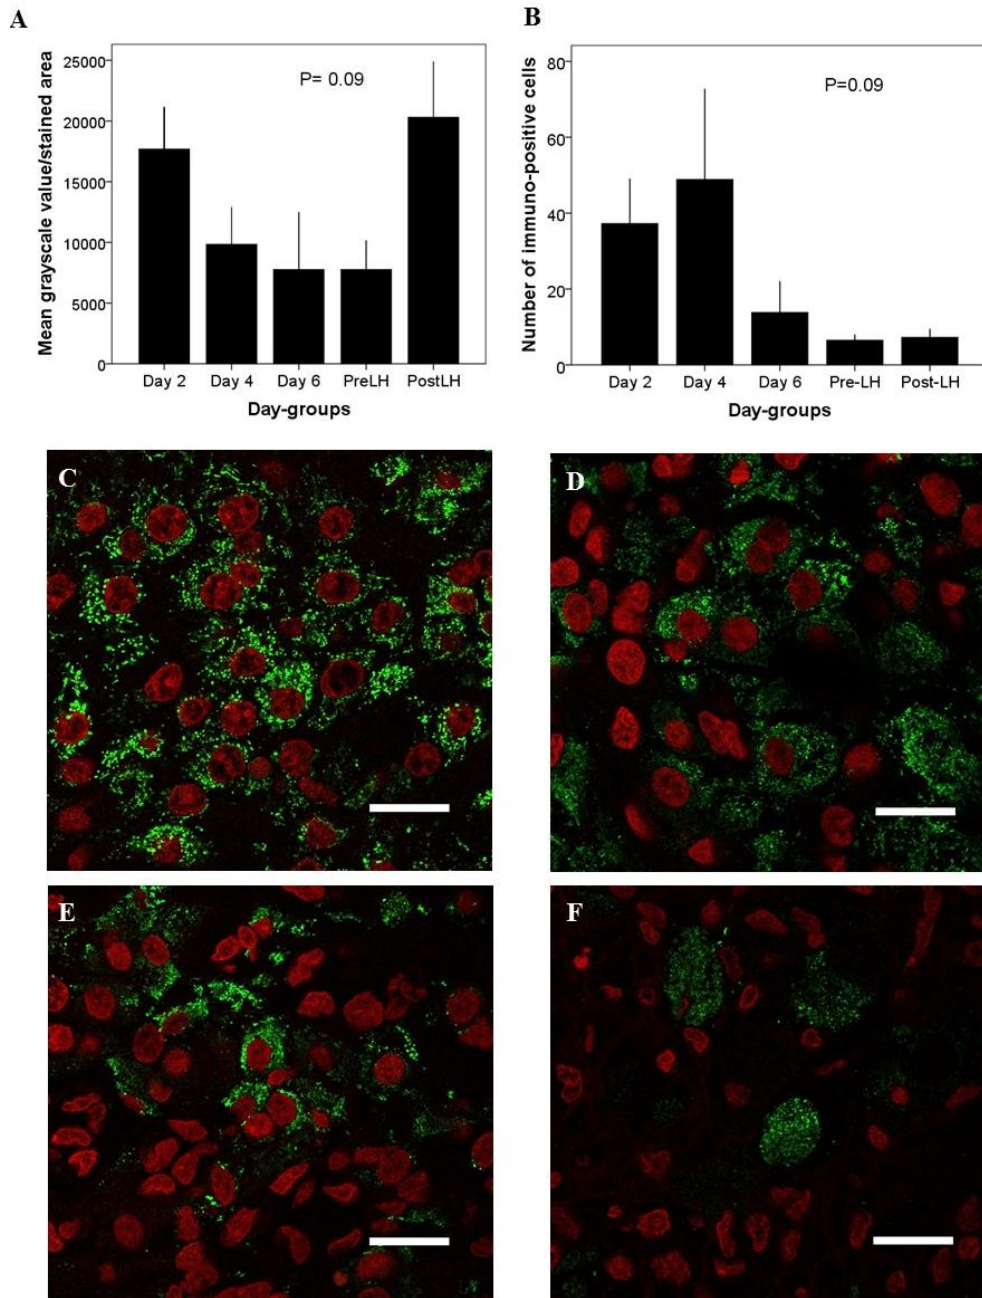 A
Mean grayscale value/stained area
25000
20000
15000
10000
5000
0
P= 0.09
Day 2 Day 4 Day 6 PreLH PostLH
Day-groups
B
Number of immuno-positive cells
80
60
40
20
0
P=0.09
Day 2 Day 4 Day 6 Pre-LH Post-LH
Day-groups
C
D
E
F